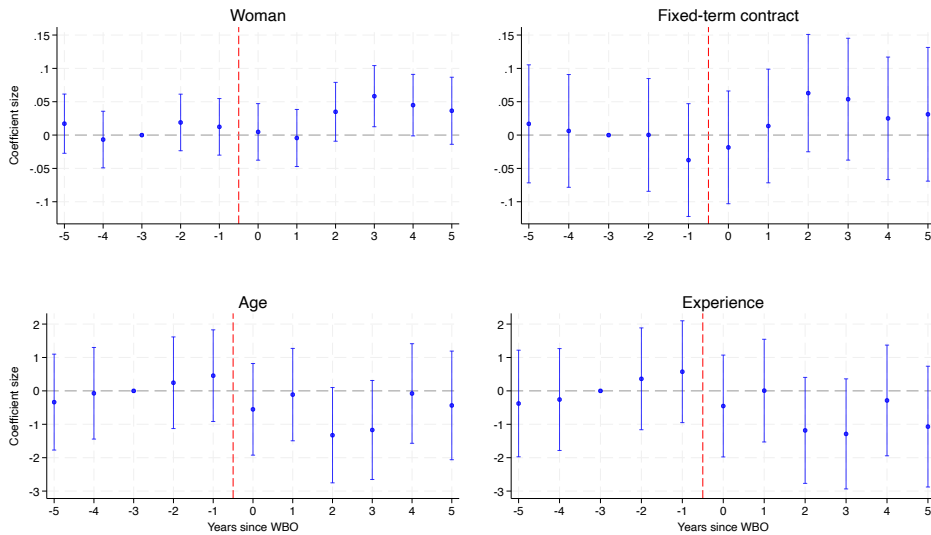 Woman
Coefficient size
.15
.1
.05
0
-.05
-.1
-5 -4 -3 -2 -1 0 1 2 3 4 5
Fixed-term contract
.15
.1
.05
0
-.05
-.1
-5 -4 -3 -2 -1 0 1 2 3 4 5
Age
Coefficient size
2
1
0
-1
-2
-3
-5 -4 -3 -2 -1 0 1 2 3 4 5
Years since WBO
Experience
2
1
0
-1
-2
-3
-5 -4 -3 -2 -1 0 1 2 3 4 5
Years since WBO